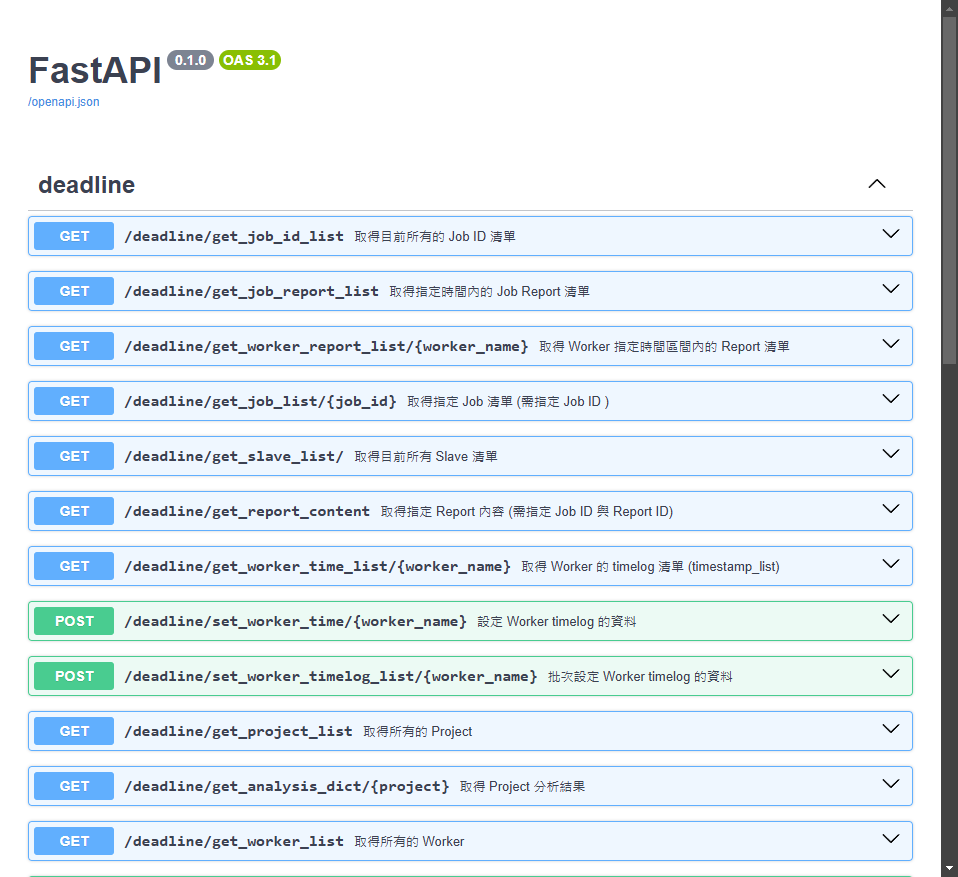 FastAPI 0.1.0 OAS 3.1
/openapi.json
deadline
GET /deadline/get_job_id_list 取得目前所有的 Job ID 清單
GET /deadline/get_job_report_list 取得指定時間內的 Job Report 清單
GET /deadline/get_worker_report_list/{worker_name} 取得 Worker 指定時間區間內的 Report 清單
GET /deadline/get_job_list/{job_id} 取得指定 Job 清單 (需指定 Job ID )
GET /deadline/get_slave_list/ 取得目前所有 Slave 清單
GET /deadline/get_report_content 取得指定 Report 內容 (需指定 Job ID 與 Report ID)
GET /deadline/get_worker_time_list/{worker_name} 取得 Worker 的 timelog 清單 (timestamp_list)
POST /deadline/set_worker_time/{worker_name} 設定 Worker timelog 的資料
POST /deadline/set_worker_timelog_list/{worker_name} 批次設定 Worker timelog 的資料
GET /deadline/get_project_list 取得所有的 Project
GET /deadline/get_analysis_dict/{project} 取得 Project 分析結果
GET /deadline/get_worker_list 取得所有的 Worker